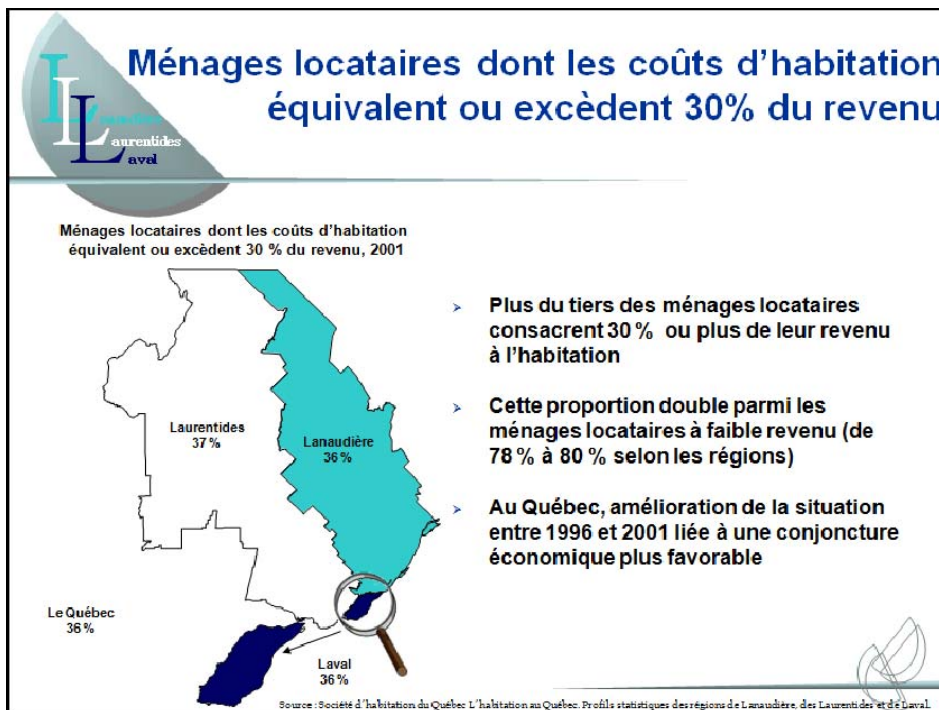 Ménages locataires dont les coûts d'habitation
équivalent ou excèdent 30% du revenu
Lanaudière
Laurentides
Laval
Ménages locataires dont les coûts d'habitation
équivalent ou excèdent 30 % du revenu, 2001
Laurentides
37 %
Lanaudière
36 %
Le Québec
36 %
Laval
36 %
➢ Plus du tiers des ménages locataires
consacrent 30 % ou plus de leur revenu
à l'habitation
➢ Cette proportion double parmi les
ménages locataires à faible revenu (de
78 % à 80 % selon les régions)
➢ Au Québec, amélioration de la situation
entre 1996 et 2001 liée à une conjoncture
économique plus favorable
Source : Société d'habitation du Québec L'habitation au Québec. Profils statistiques des régions de Lanaudière, des Laurentides et de Laval.